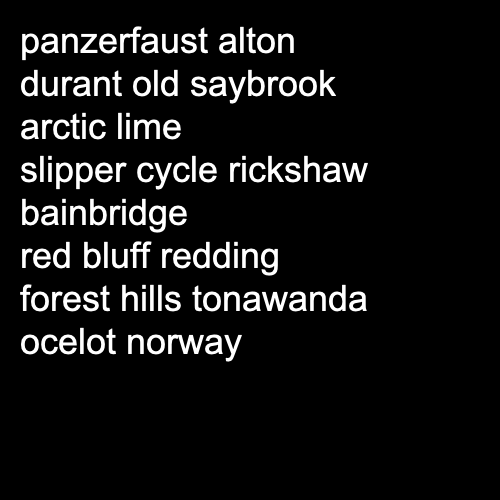 panzerfaust alton
durant old saybrook
arctic lime
slipper cycle rickshaw
bainbridge
red bluff redding
forest hills tonawanda
ocelot norway